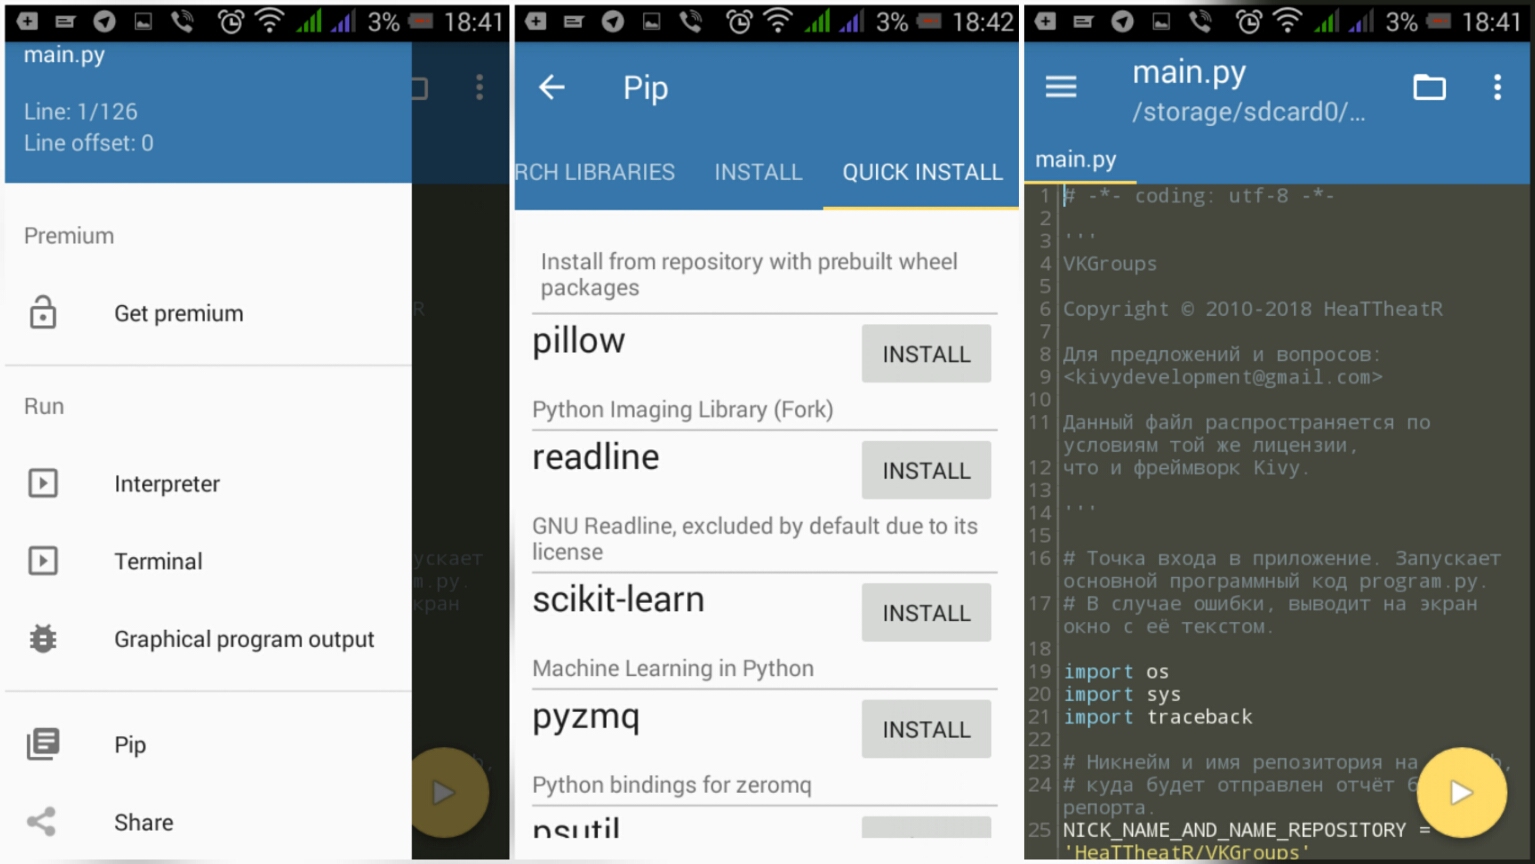 3% 18:41
main.py
Line: 1/126
Line offset: 0
Premium
Get premium
Run
Interpreter
Terminal
Graphical program output
Pip
Share
R
ускает
m.py.
кран
3% 18:42
Pip
RCH LIBRARIES INSTALL QUICK INSTALL
Install from repository with prebuilt wheel
packages
pillow INSTALL
Python Imaging Library (Fork)
readline INSTALL
GNU Readline, excluded by default due to its
license
scikit-learn INSTALL
Machine Learning in Python
pyzmq INSTALL
Python bindings for zeromq
psutil
3% 18:41
main.py
/storage/sdcard0/...
main.py
1 # -*- coding: utf-8 -*-
2
3 '''
4 VKGroups
5
6 Copyright © 2010-2018 HeaTTheatR
7
8 Для предложений и вопросов:
9 <kivydevelopment@gmail.com>
10
11 Данный файл распространяется по
условиям той же лицензии,
12 что и фреймворк Kivy.
13
14 '''
15
16 # Точка входа в приложение. Запускает
основной программный код program.py.
17 # В случае ошибки, выводит на экран
окно с её текстом.
18
19 import os
20 import sys
21 import traceback
22
23 # Никнейм и имя репозитория на
24 # куда будет отправлен отчёт
репорта.
25 NICK_NAME_AND_NAME_REPOSITORY =
'HeaTTheatR/VKGroups'